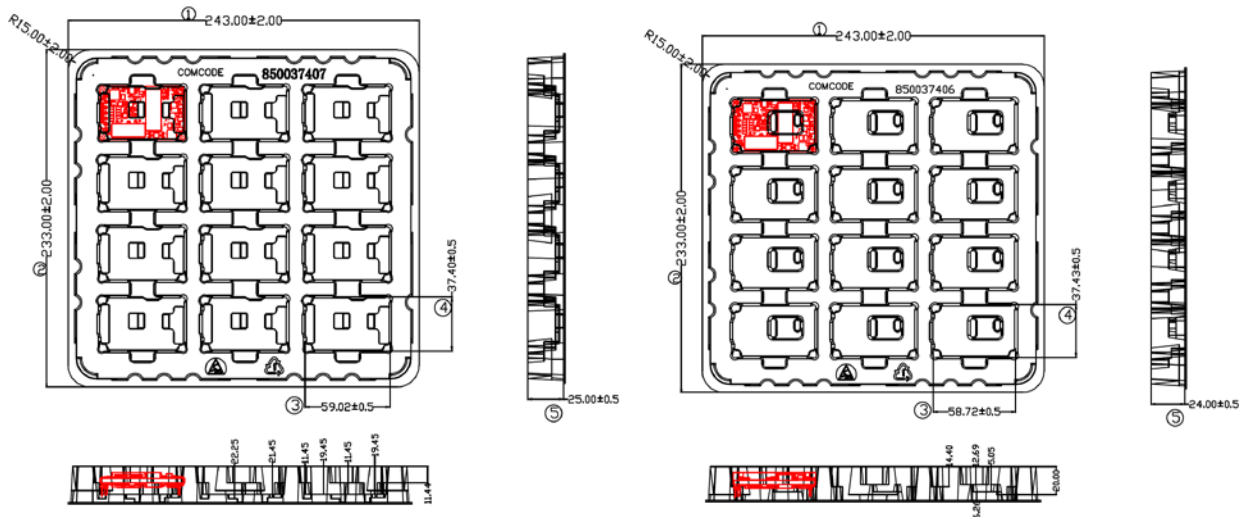 ① 243.00±2.00
R15.00±2.00
COMCODE 850037407
② 233.00±2.00
37.40±0.5
④
③ 59.02±0.5
25.00±0.5
⑤
22.25 21.45 11.45 19.45 11.45 19.45
11.44
① 243.00±2.00
R15.00±2.00
COMCODE 850037406
② 233.00±2.00
37.43±0.5
④
③ 58.72±0.5
24.00±0.5
⑤
14.40 12.69 5.05
20.00